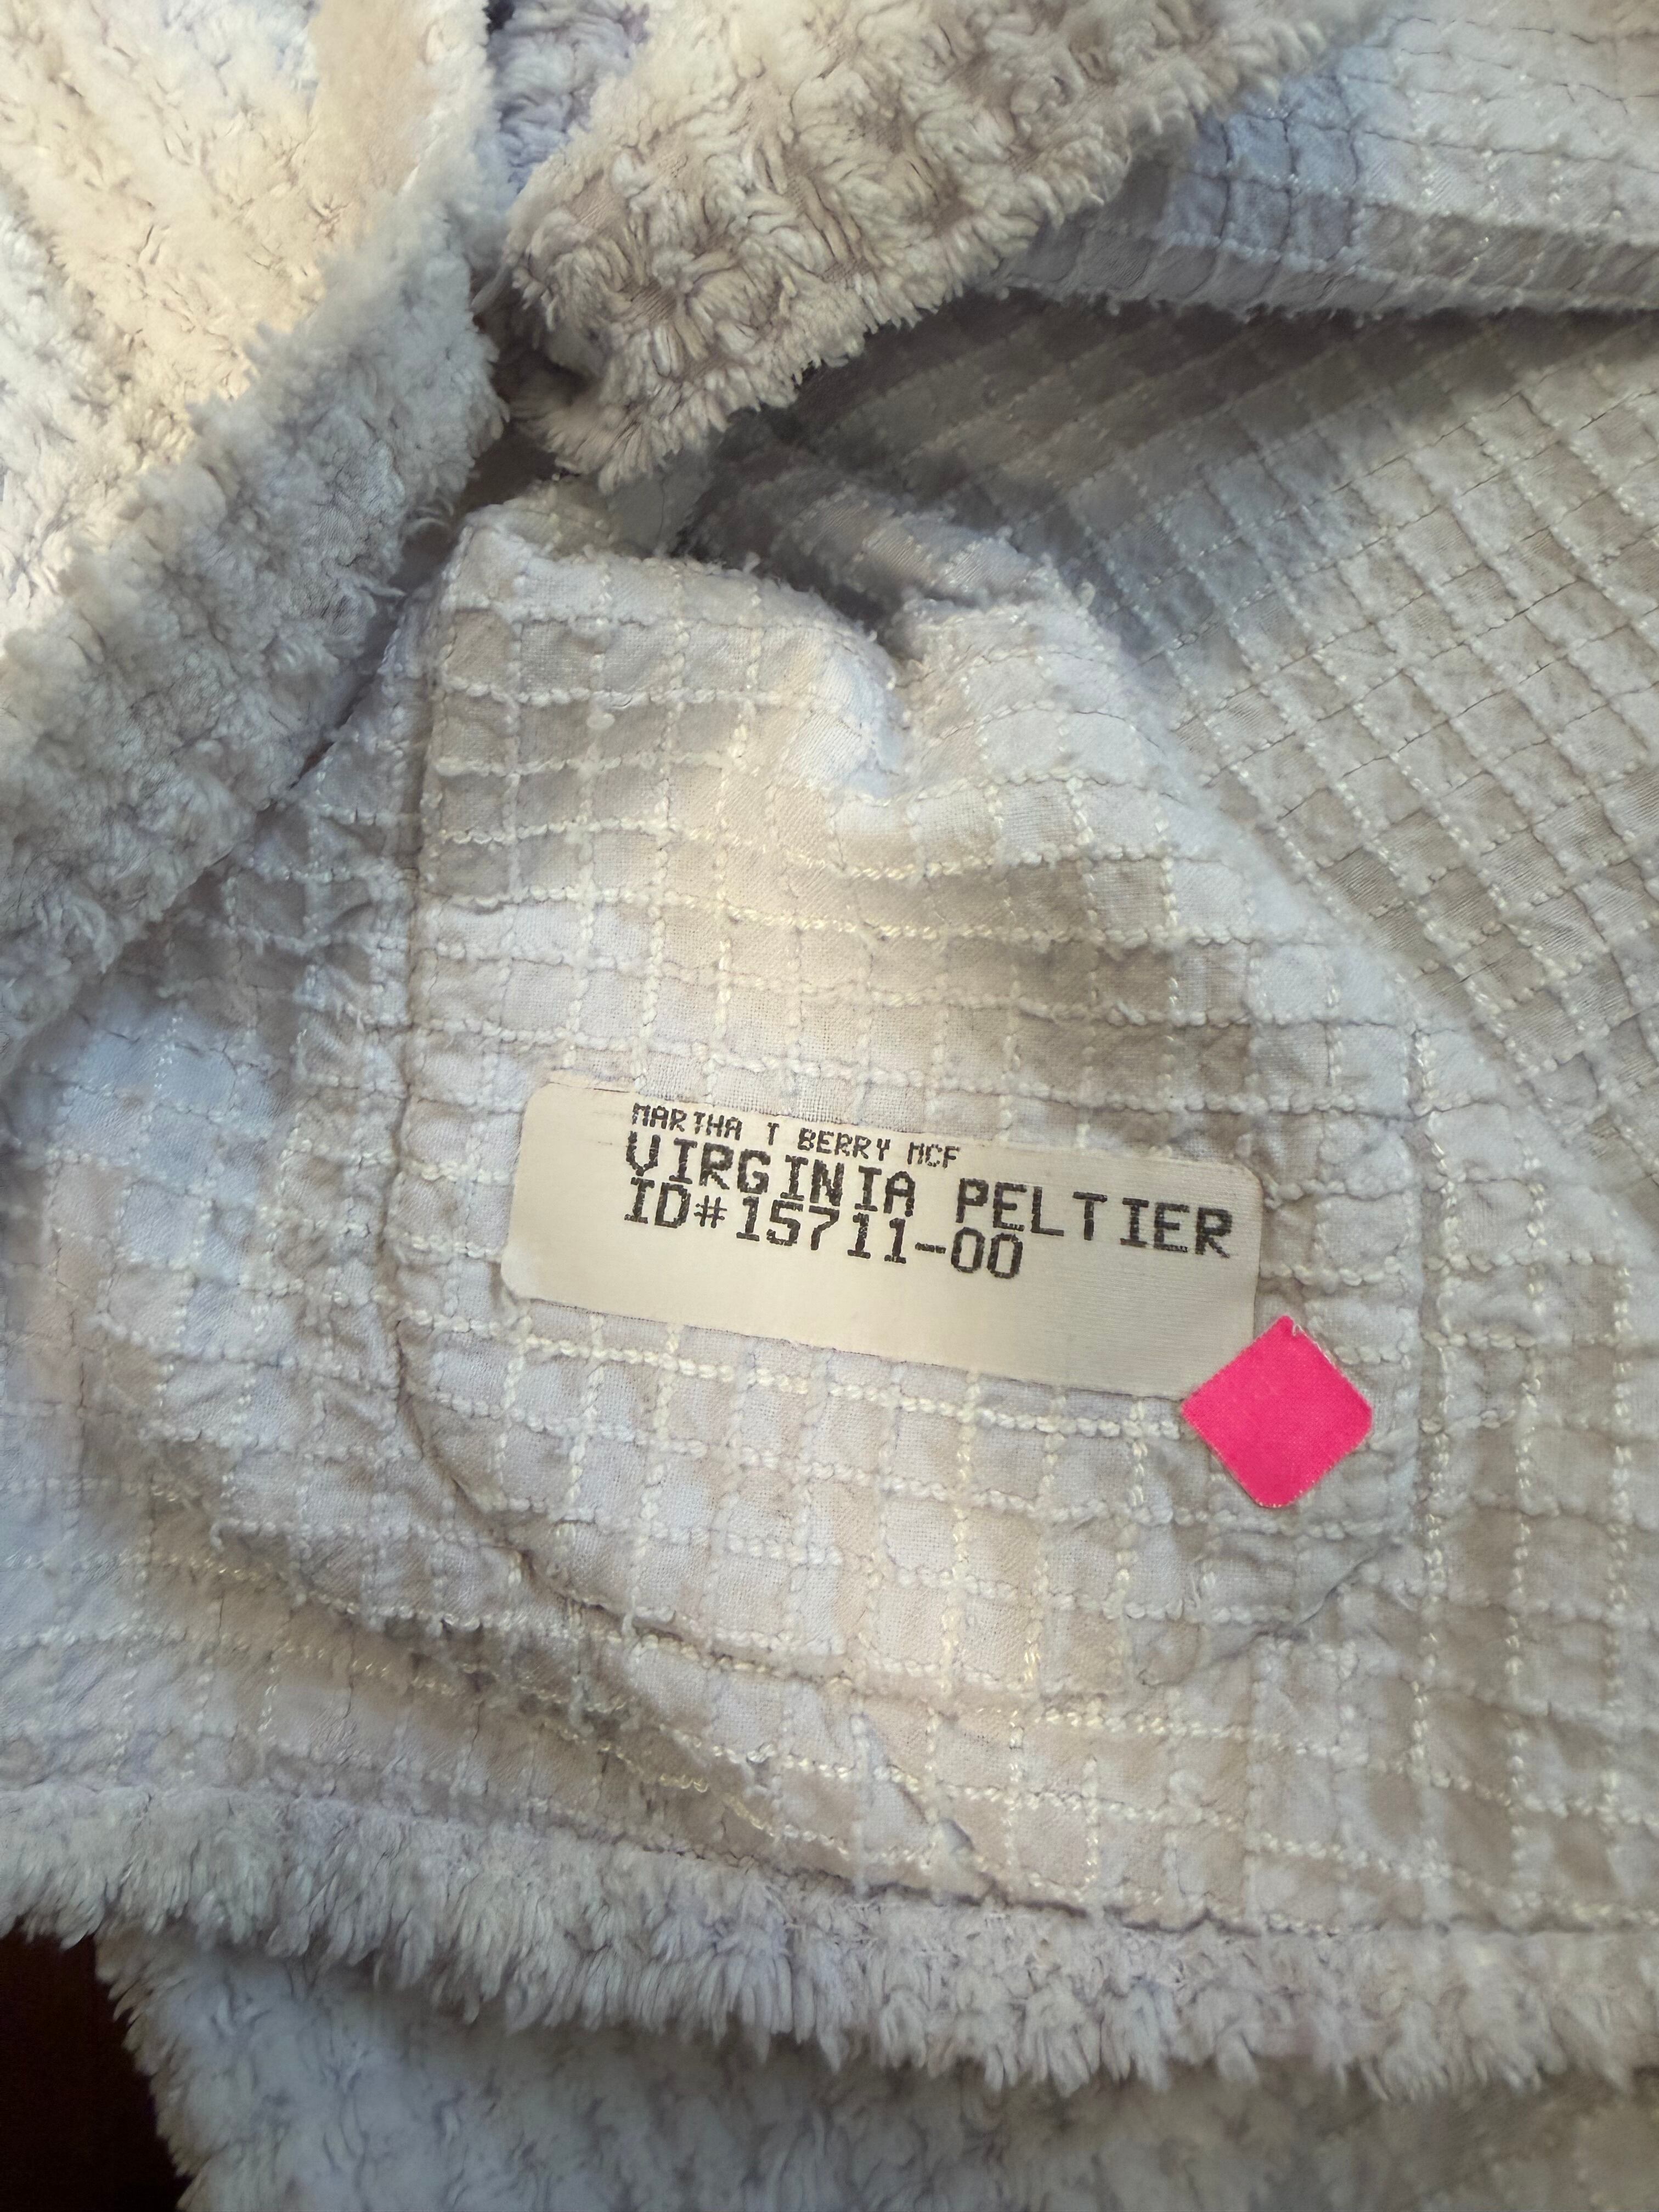 MARTHA T BERRY MCF
VIRGINIA PELTIER
ID#15711-00